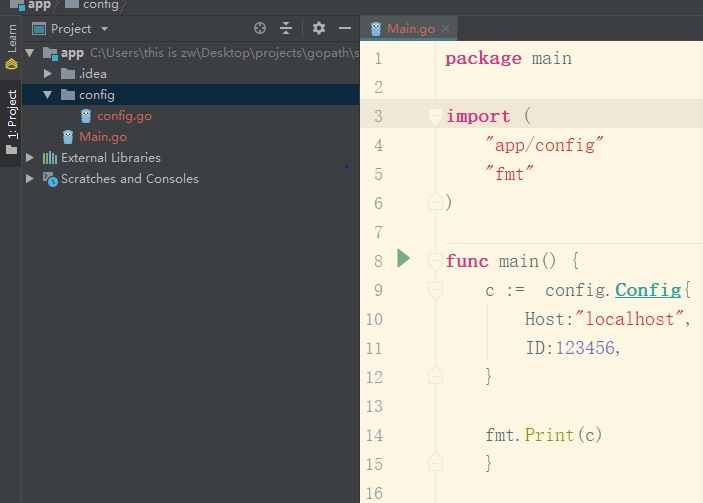 app config
Learn
1: Project
Project
app C:\Users\this is zw\Desktop\projects\gopath\s
.idea
config
config.go
Main.go
External Libraries
Scratches and Consoles
Main.go
1 package main
2
3 import (
4 "app/config"
5 "fmt"
6 )
7
8 func main() {
9 c :=  config.Config{
10 Host:"localhost",
11 ID:123456,
12 }
13
14 fmt.Print(c)
15 }
16